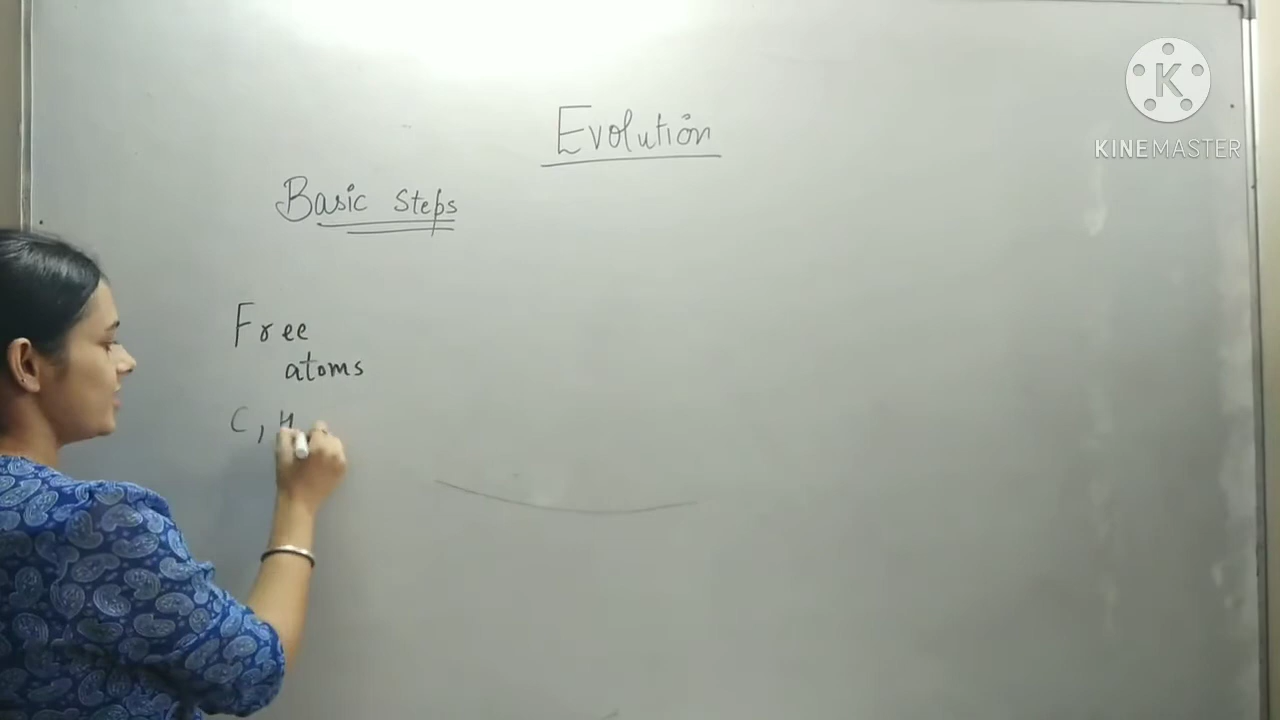 Evolution
Basic Steps
Free
atoms
C, H
K
KINEMASTER